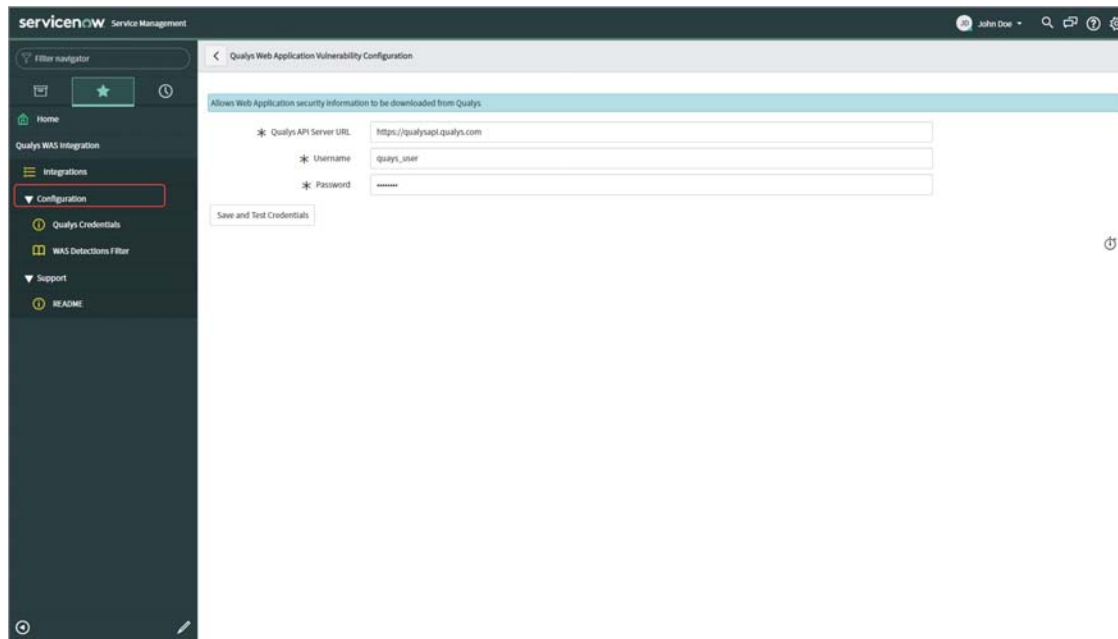 servicenow Service Management
JD John Doe
Filter navigator
Qualys Web Application Vulnerability Configuration
Home
Allows Web Application security information to be downloaded from Qualys
Qualys WAS Integration
Qualys API Server URL https://qualysapi.qualys.com
Integrations
Username quays_user
Configuration
Password ••••••••
Qualys Credentials
Save and Test Credentials
WAS Detections Filter
Support
README